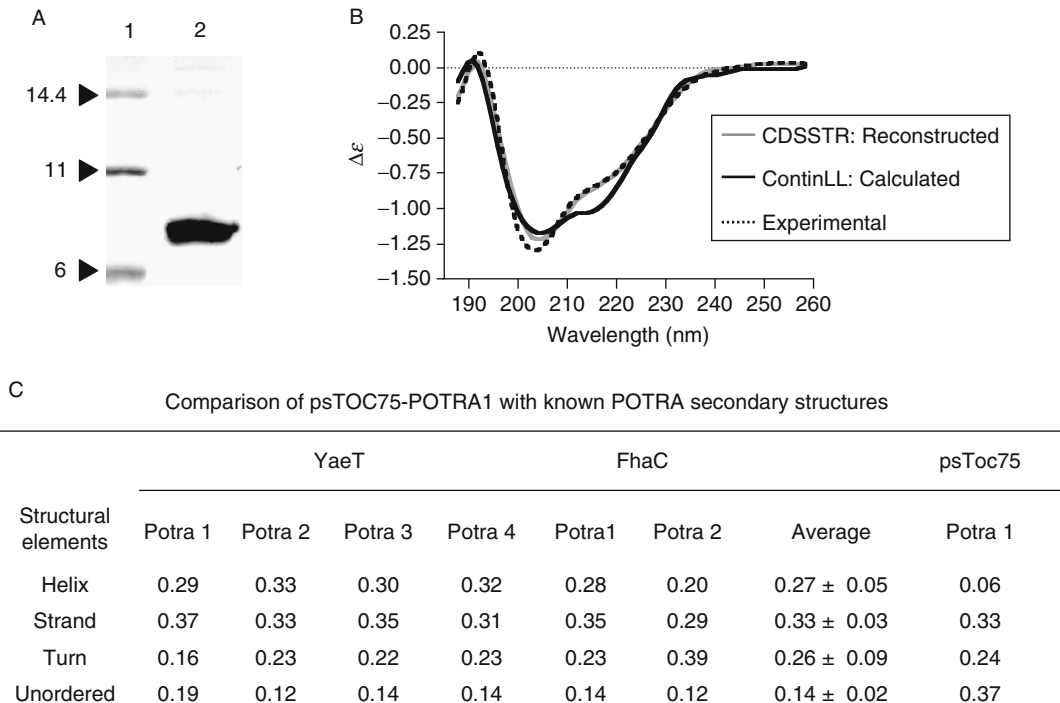 A
1 2
14.4
11
6
B
0.25
0.00
−0.25
−0.50
−0.75
−1.00
−1.25
−1.50
Δε
190 200 210 220 230 240 250 260
Wavelength (nm)
CDSSTR: Reconstructed
ContinLL: Calculated
Experimental
C
Comparison of psTOC75-POTRA1 with known POTRA secondary structures
YaeT FhaC psToc75
Structural
elements Potra 1 Potra 2 Potra 3 Potra 4 Potra1 Potra 2 Average Potra 1
Helix 0.29 0.33 0.30 0.32 0.28 0.20 0.27 ± 0.05 0.06
Strand 0.37 0.33 0.35 0.31 0.35 0.29 0.33 ± 0.03 0.33
Turn 0.16 0.23 0.22 0.23 0.23 0.39 0.26 ± 0.09 0.24
Unordered 0.19 0.12 0.14 0.14 0.14 0.12 0.14 ± 0.02 0.37